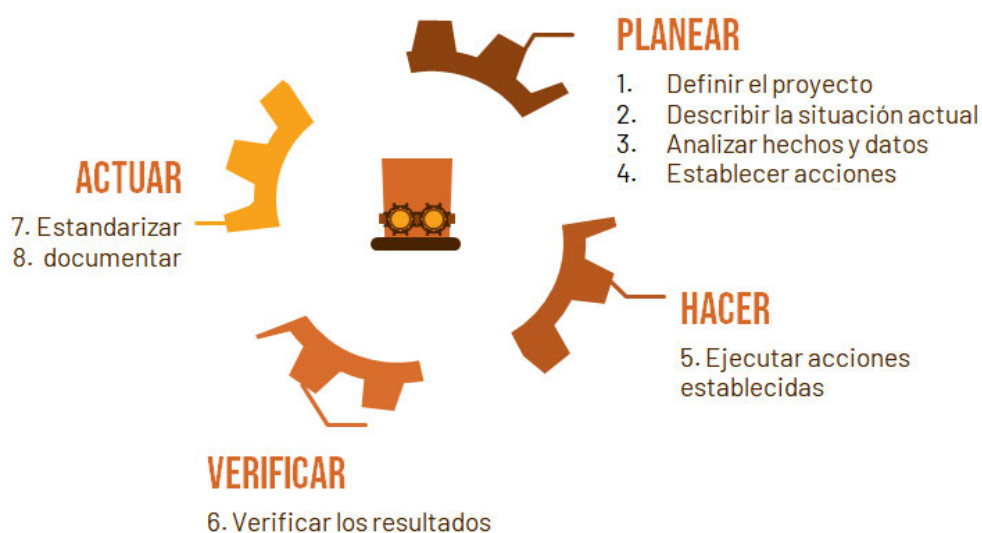 PLANEAR
1. Definir el proyecto
2. Describir la situación actual
3. Analizar hechos y datos
4. Establecer acciones
HACER
5. Ejecutar acciones
establecidas
VERIFICAR
6. Verificar los resultados
ACTUAR
7. Estandarizar
8. documentar